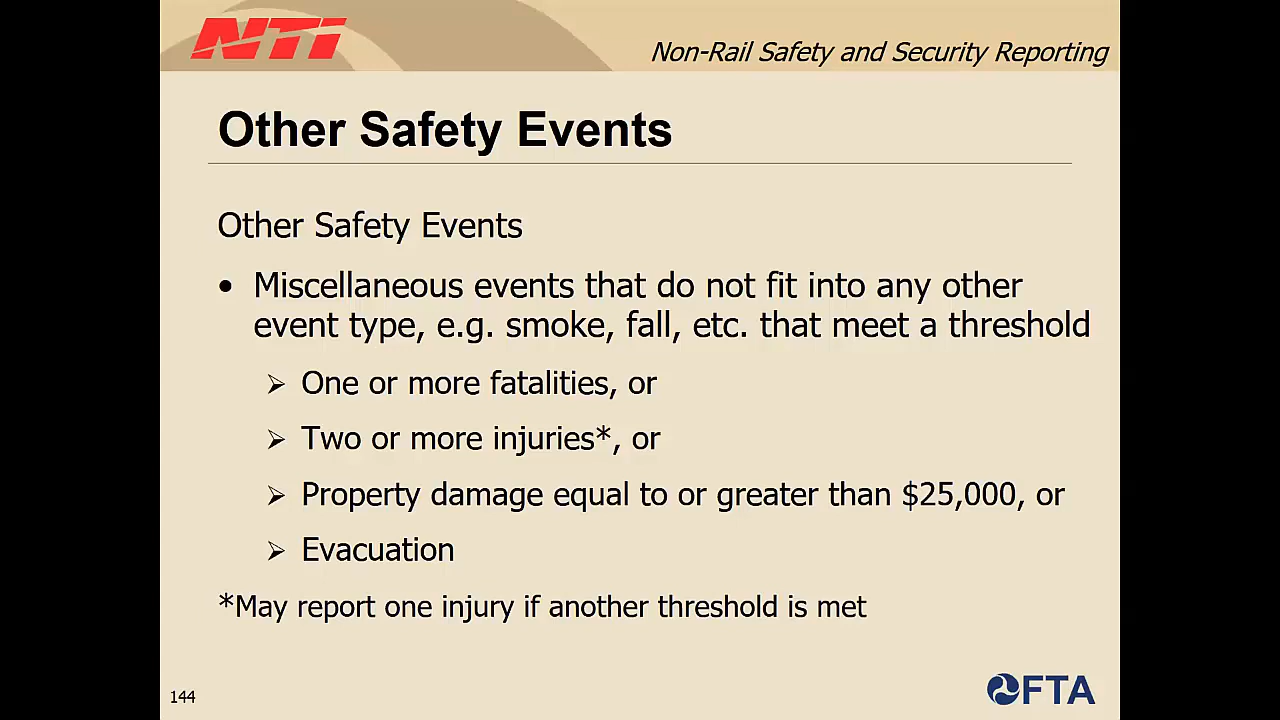 NTI
Non-Rail Safety and Security Reporting
Other Safety Events
Other Safety Events
• Miscellaneous events that do not fit into any other
event type, e.g. smoke, fall, etc. that meet a threshold
➢ One or more fatalities, or
➢ Two or more injuries*, or
➢ Property damage equal to or greater than $25,000, or
➢ Evacuation
*May report one injury if another threshold is met
144
FTA